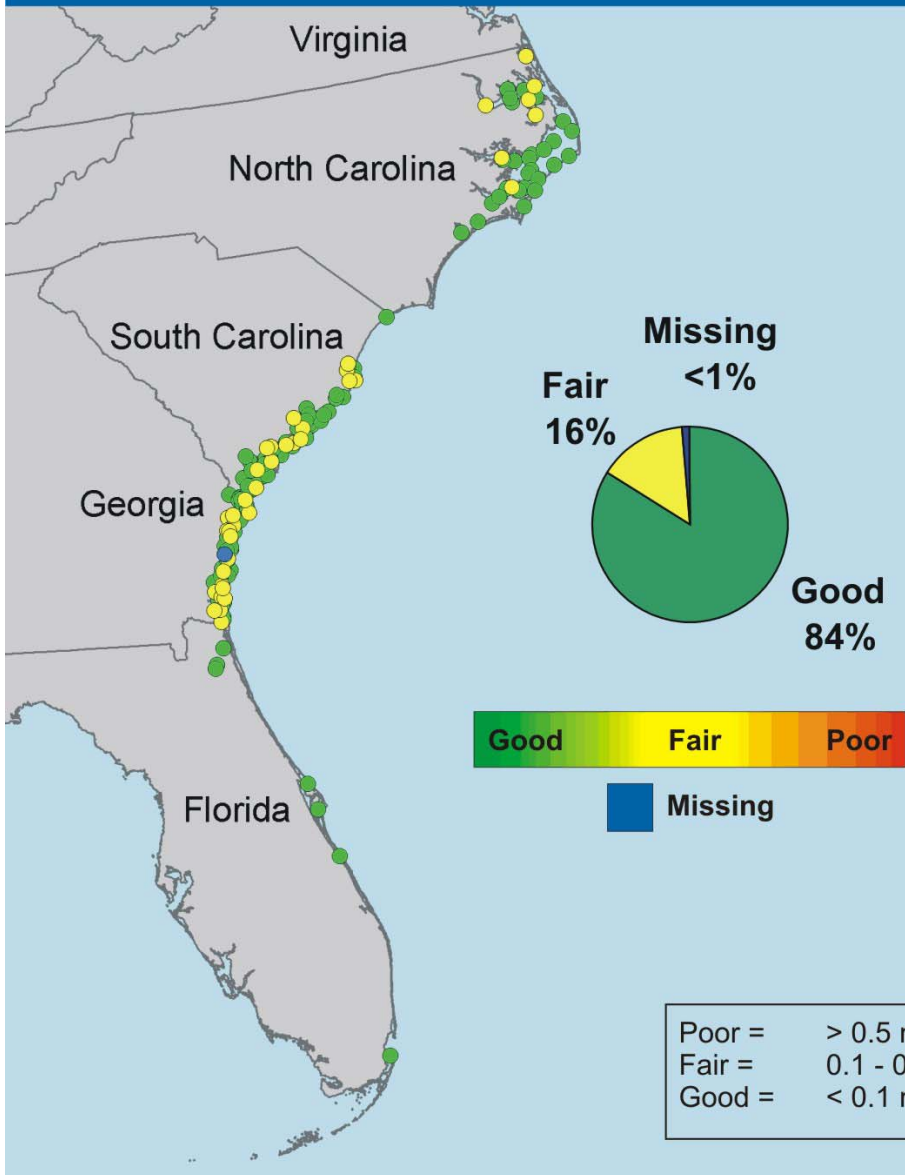 Virginia
North Carolina
South Carolina
Georgia
Florida
Missing
<1%
Fair
16%
Good
84%
Good Fair Poor
Missing
Poor = > 0.5
Fair = 0.1 - 0
Good = < 0.1